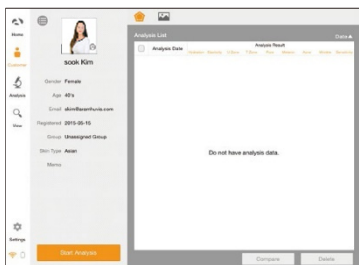 Home
Customer
Analysis
View
Settings
sook Kim
Gender Female
Age 40's
Email
Registered 2015-06-15
Group Unassigned Group
Skin Type Asian
Memo
Start Analysis
Analysis List
Date
Analysis Date
Analysis Result
Do not have analysis data.
Compare
Delete